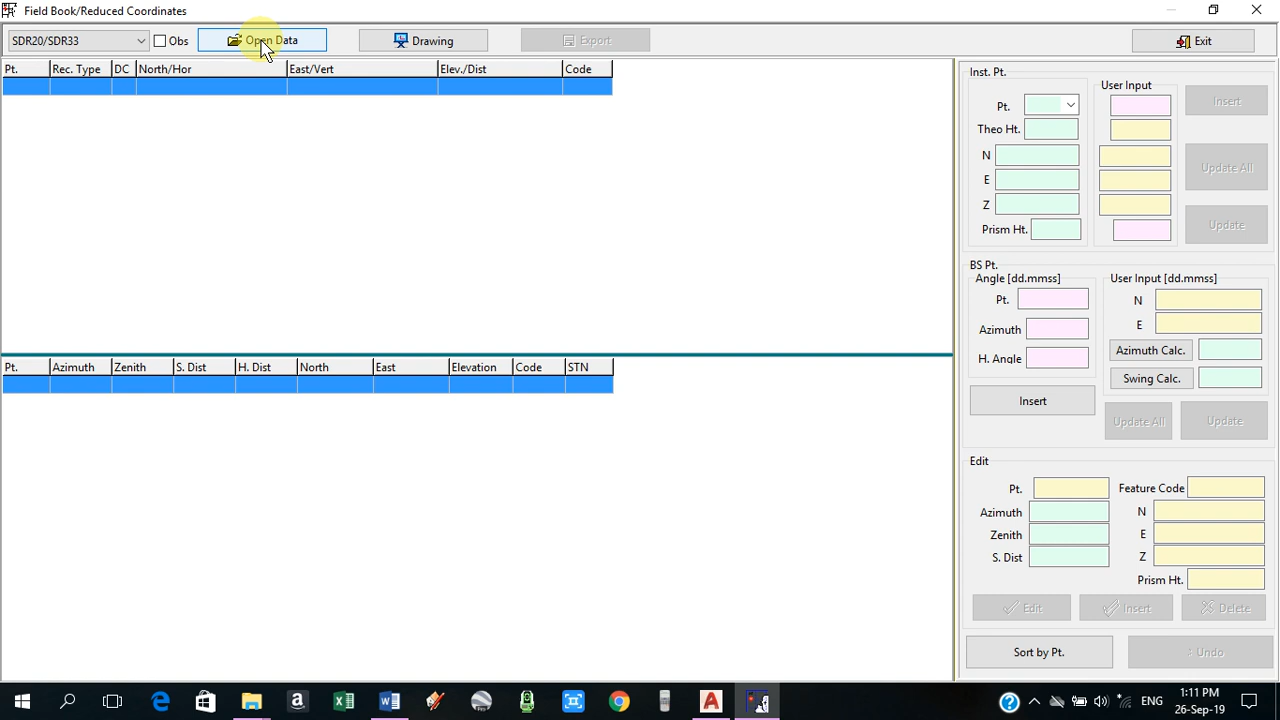 Field Book/Reduced Coordinates
SDR20/SDR33 Obs Open Data Drawing Export Exit
Pt. Rec. Type DC North/Hor East/Vert Elev./Dist Code
Inst. Pt.
User Input
Pt. Insert
Theo Ht.
N
Update All
E
Z
Update
Prism Ht.
BS Pt.
Angle [dd.mmss] User Input [dd.mmss]
Pt. N
Azimuth E
H. Angle Azimuth Calc.
Swing Calc.
Insert
Update All Update
Pt. Azimuth Zenith S. Dist H. Dist North East Elevation Code STN
Edit
Pt. Feature Code
Azimuth N
Zenith E
S. Dist Z
Prism Ht.
Edit Insert Delete
Sort by Pt. : Undo
ENG 1:11 PM
26-Sep-19